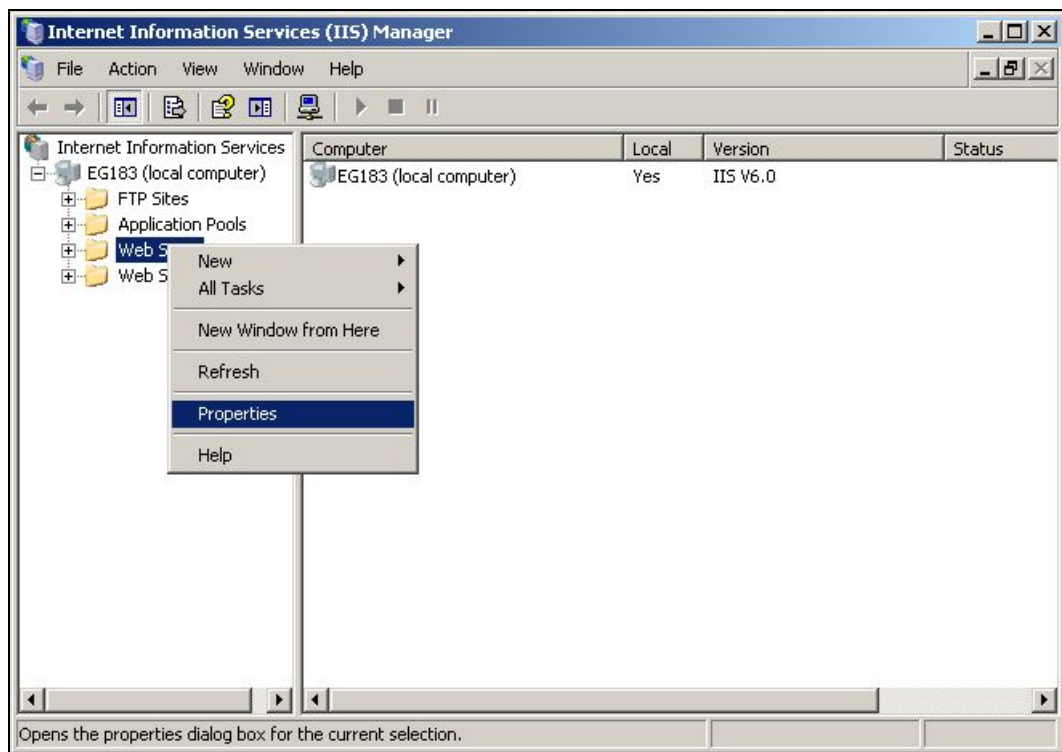 Internet Information Services (IIS) Manager
File Action View Window Help
Internet Information Services
EG183 (local computer)
FTP Sites
Application Pools
Web S
Web S
Computer Local Version Status
EG183 (local computer) Yes IIS V6.0
New
All Tasks
New Window from Here
Refresh
Properties
Help
Opens the properties dialog box for the current selection.